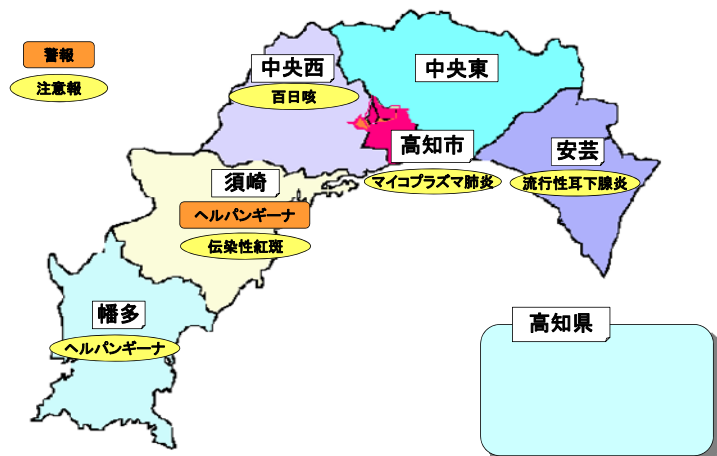 警報
注意報
中央西
百日咳
中央東
高知市
マイコプラズマ肺炎
安芸
流行性耳下腺炎
須崎
ヘルパンギーナ
伝染性紅斑
幡多
ヘルパンギーナ
高知県